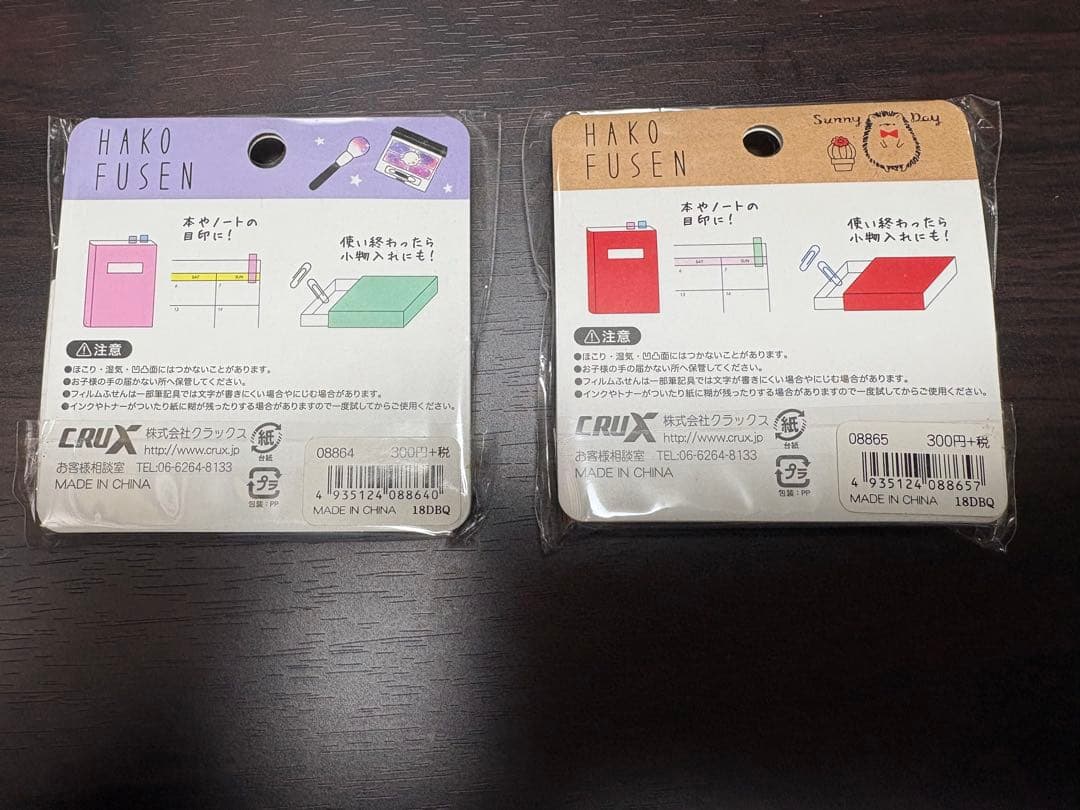 HAKO
FUSEN
本やノートの
目印に!
使い終わったら
小物入れにも!
SAT
SUN
6
7
13
14
注意
●ほこり・湿気・凹凸面にはつかないことがあります。
●お子様の手の届かない所へ保管してください。
●フィルムふせんは一部筆記具では文字が書きにくい場合やにじむ場合があります。
●インクやトナーがついたり紙に糊が残ったりする場合がありますので一度試してからご使用ください。
CRUX 株式会社クラックス
http://www.crux.jp
紙
台紙
お客様相談室 TEL:06-6264-8133
MADE IN CHINA
プラ
包装:PP
08864 300円+税
4 935124 088640
MADE IN CHINA 18DBQ
HAKO
FUSEN
Sunny Day
本やノートの
目印に!
使い終わったら
小物入れにも!
SUN
6
7
13
14
注意
●ほこり・湿気・凹凸面にはつかないことがあります。
●お子様の手の届かない所へ保管してください。
●フィルムふせんは一部筆記具では文字が書きにくい場合やにじむ場合があります。
●インクやトナーがついたり紙に糊が残ったりする場合がありますので一度試してからご使用ください。
CRUX 株式会社クラックス
http://www.crux.jp
紙
台紙
お客様相談室 TEL:06-6264-8133
MADE IN CHINA
プラ
包装:PP
08865 300円+税
4 935124 088657
MADE IN CHINA 18DBQ